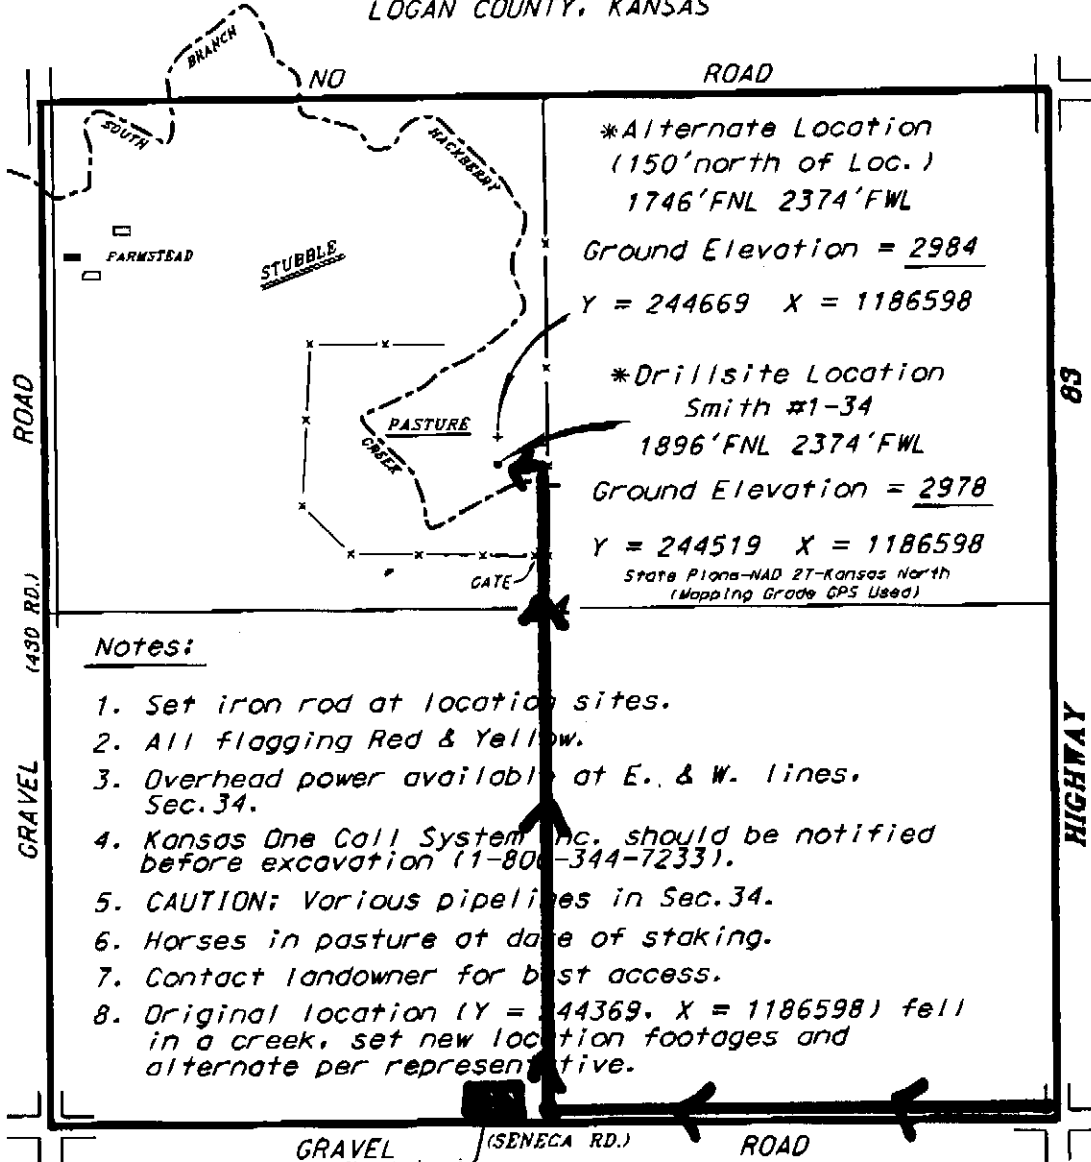 LOGAN COUNTY, KANSAS
BRANCH
NO ROAD
SOUTH
HACKBERRY
*Alternate Location
(150'north of Loc.)
1746'FNL 2374'FWL
Ground Elevation = 2984
Y = 244669 X = 1186598
FARMSTEAD
STUBBLE
*Drillsite Location
Smith #1-34
1896'FNL 2374'FWL
Ground Elevation = 2978
Y = 244519 X = 1186598
State Plane-NAD 27-Kansas North
(Mapping Grade GPS Used)
PASTURE
CREEK
GATE
GRAVEL (430 RD.) ROAD
HIGHWAY 83
Notes:
1. Set iron rod at location sites.
2. All flagging Red & Yellow.
3. Overhead power available at E. & W. lines.
Sec.34.
4. Kansas One Call System Inc. should be notified
before excavation (1-800-344-7233).
5. CAUTION: Various pipelines in Sec.34.
6. Horses in pasture at date of staking.
7. Contact landowner for best access.
8. Original location (Y = 244369, X = 1186598) fell
in a creek, set new location footages and
alternate per representative.
GRAVEL (SENECA RD.) ROAD